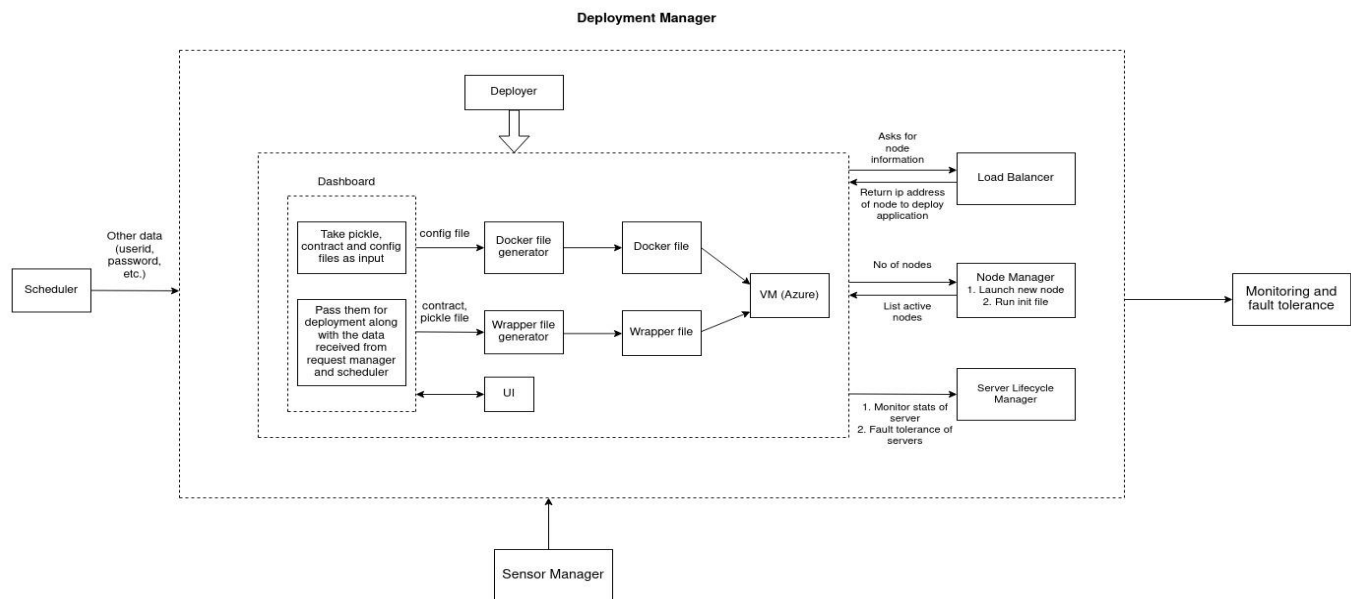 Deployment Manager
Deployer
Asks for
node
information
Load Balancer
Return ip address
of node to deploy
application
Dashboard
Take pickle,
contract and config
files as input
config file
Docker file
generator
Docker file
Other data
(userid,
password,
etc.)
Scheduler
No of nodes
Node Manager
1. Launch new node
2. Run init file
List active
nodes
VM (Azure)
Monitoring and
fault tolerance
Pass them for
deployment along
with the data
received from
request manager
and scheduler
contract,
pickle file
Wrapper file
generator
Wrapper file
UI
Server Lifecycle
Manager
1. Monitor stats of
server
2. Fault tolerance of
servers
Sensor Manager